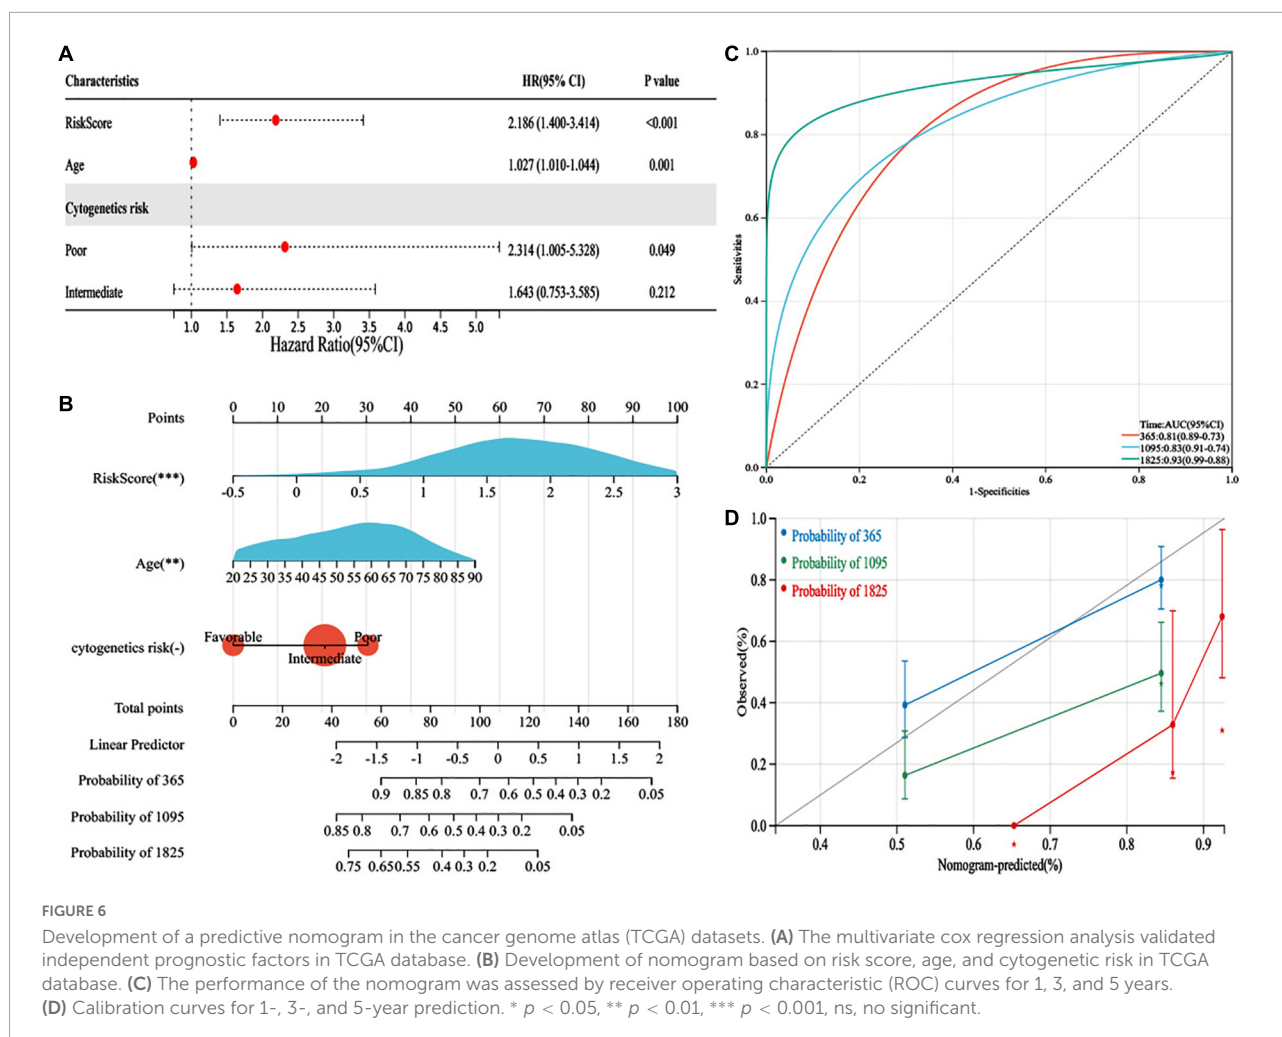 A
Characteristics HR(95% CI) P value
RiskScore 2.186 (1.400-3.414) <0.001
Age 1.027 (1.010-1.044) 0.001
Cytogenetics risk
Poor 2.314 (1.005-5.328) 0.049
Intermediate 1.643 (0.753-3.585) 0.212
1.0 1.5 2.0 2.5 3.0 3.5 4.0 4.5 5.0
Hazard Ratio(95%CI)
B
Points 0 10 20 30 40 50 60 70 80 90 100
RiskScore(***)
-0.5 0 0.5 1 1.5 2 2.5 3
Age(**)
20 25 30 35 40 45 50 55 60 65 70 75 80 85 90
cytogenetics risk(-)
Favorable Poor
Intermediate
Total points
0 20 40 60 80 100 120 140 160 180
Linear Predictor
-2 -1.5 -1 -0.5 0 0.5 1 1.5 2
Probability of 365
0.9 0.85 0.8 0.7 0.6 0.5 0.4 0.3 0.2 0.05
Probability of 1095
0.85 0.8 0.7 0.6 0.5 0.4 0.3 0.2 0.05
Probability of 1825
0.75 0.65 0.55 0.4 0.3 0.2 0.05
C
1.0
0.8
0.6
0.4
0.2
0.0
Sensitivities
Time:AUC(95%CI)
365:0.81(0.89-0.73)
1095:0.83(0.91-0.74)
1825:0.93(0.99-0.88)
0.0 0.2 0.4 0.6 0.8 1.0
1-Specificities
D
1.0
0.8
0.6
0.4
0.2
0.0
Observed(%)
Probability of 365
Probability of 1095
Probability of 1825
0.4 0.5 0.6 0.7 0.8 0.9
Nomogram-predicted(%)
FIGURE 6
Development of a predictive nomogram in the cancer genome atlas (TCGA) datasets. (A) The multivariate cox regression analysis validated
independent prognostic factors in TCGA database. (B) Development of nomogram based on risk score, age, and cytogenetic risk in TCGA
database. (C) The performance of the nomogram was assessed by receiver operating characteristic (ROC) curves for 1, 3, and 5 years.
(D) Calibration curves for 1-, 3-, and 5-year prediction. * p < 0.05, ** p < 0.01, *** p < 0.001, ns, no significant.